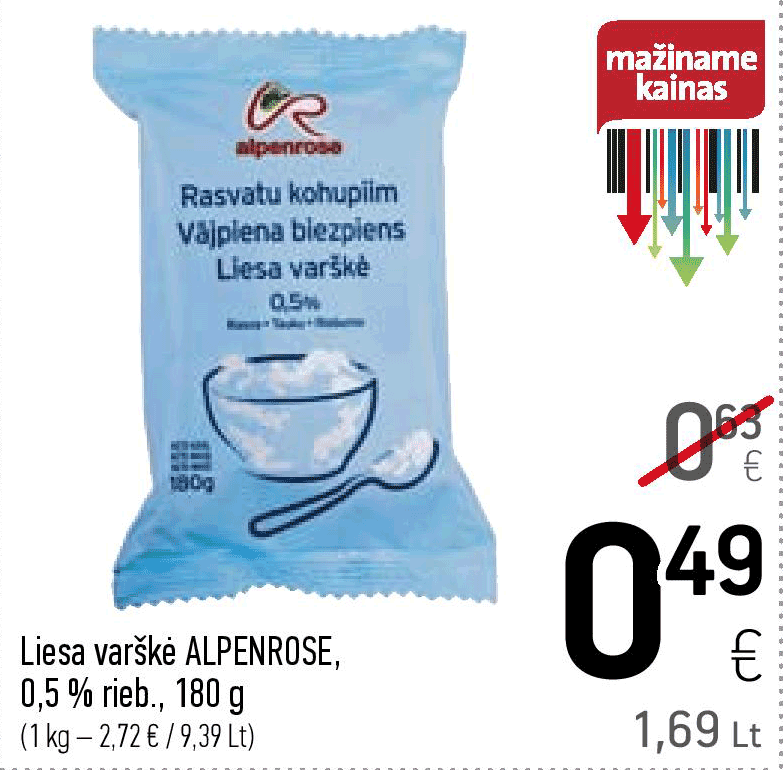 mažiname
kainas
alpenrose
Rasvatu kohupiim
Vājpiena biezpiens
Liesa varškė
0,5%
180g
0 63
€
0 49
€
1,69 Lt
Liesa varškė ALPENROSE,
0,5 % rieb., 180 g
(1 kg – 2,72 € / 9,39 Lt)